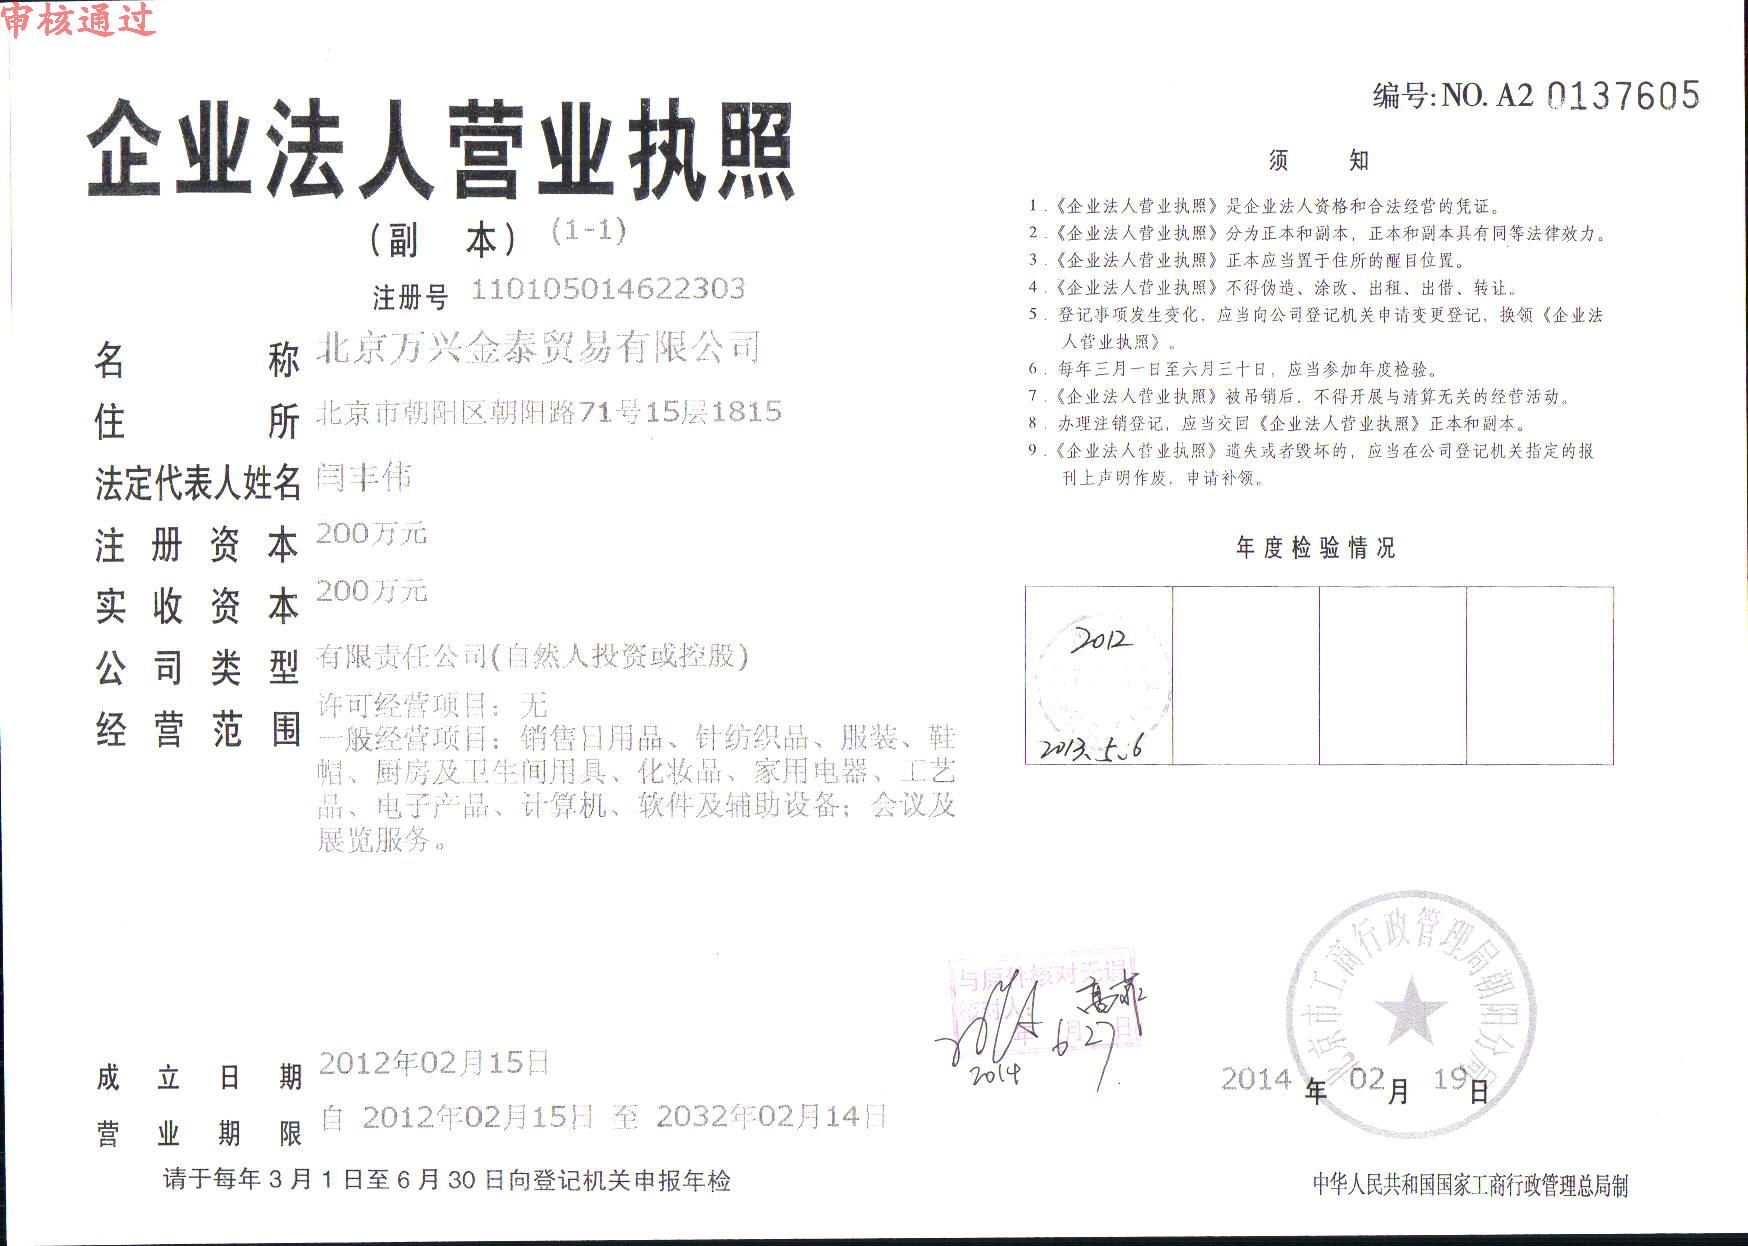 审核通过
企业法人营业执照
(副 本) (1-1)
注册号 110105014622303
名 称 北京万兴金泰贸易有限公司
住 所 北京市朝阳区朝阳路71号15层1815
法定代表人姓名 闫丰伟
注册资本 200万元
实收资本 200万元
公司类型 有限责任公司(自然人投资或控股)
经营范围 许可经营项目：无
一般经营项目：销售日用品、针纺织品、服装、鞋
帽、厨房及卫生间用具、化妆品、家用电器、工艺
品、电子产品、计算机、软件及辅助设备；会议及
展览服务。
成立日期 2012年02月15日
营业期限 自 2012年02月15日 至 2032年02月14日
请于每年3月1日至6月30日向登记机关申报年检
编号:NO. A2 0137605
须 知
1．《企业法人营业执照》是企业法人资格和合法经营的凭证。
2．《企业法人营业执照》分为正本和副本，正本和副本具有同等法律效力。
3．《企业法人营业执照》正本应当置于住所的醒目位置。
4．《企业法人营业执照》不得伪造、涂改、出租、出借、转让。
5．登记事项发生变化，应当向公司登记机关申请变更登记，换领《企业法
人营业执照》。
6．每年三月一日至六月三十日，应当参加年度检验。
7．《企业法人营业执照》被吊销后，不得开展与清算无关的经营活动。
8．办理注销登记，应当交回《企业法人营业执照》正本和副本。
9．《企业法人营业执照》遗失或者毁坏的，应当在公司登记机关指定的报
刊上声明作废，申请补领。
年度检验情况
2012
2013.5.6
与原件核对无误
核对人：
年 6月27日
2014
北京市工商行政管理局朝阳分局
2014年 02月 19日
中华人民共和国国家工商行政管理总局制